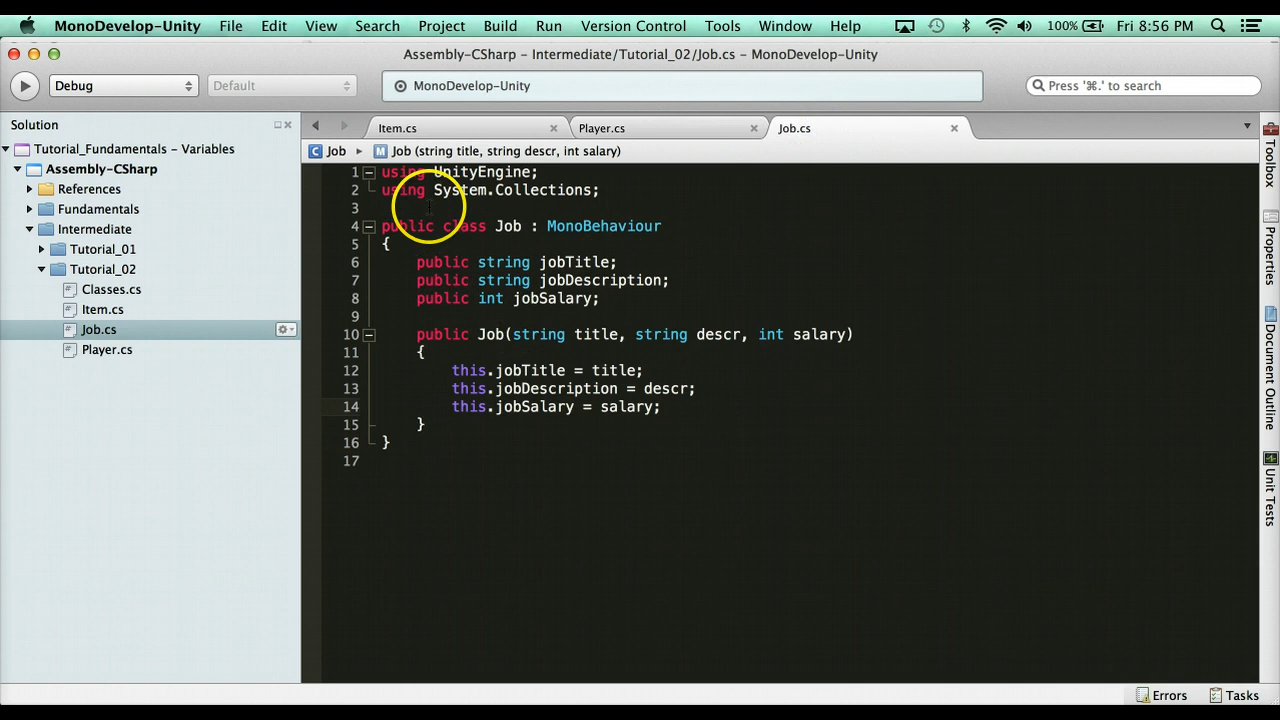 MonoDevelop-Unity File Edit View Search Project Build Run Version Control Tools Window Help 100% Fri 8:56 PM
Assembly-CSharp – Intermediate/Tutorial_02/Job.cs – MonoDevelop-Unity
Debug Default MonoDevelop-Unity Press '⌘.' to search
Solution
Item.cs Player.cs Job.cs
Job Job (string title, string descr, int salary)
Tutorial_Fundamentals – Variables
Assembly-CSharp
References
Fundamentals
Intermediate
Tutorial_01
Tutorial_02
Classes.cs
Item.cs
Job.cs
Player.cs
1 using UnityEngine;
2 using System.Collections;
3
4 public class Job : MonoBehaviour
5 {
6 public string jobTitle;
7 public string jobDescription;
8 public int jobSalary;
9
10 public Job(string title, string descr, int salary)
11 {
12 this.jobTitle = title;
13 this.jobDescription = descr;
14 this.jobSalary = salary;
15 }
16 }
17
Toolbox
Properties
Document Outline
Unit Tests
Errors Tasks